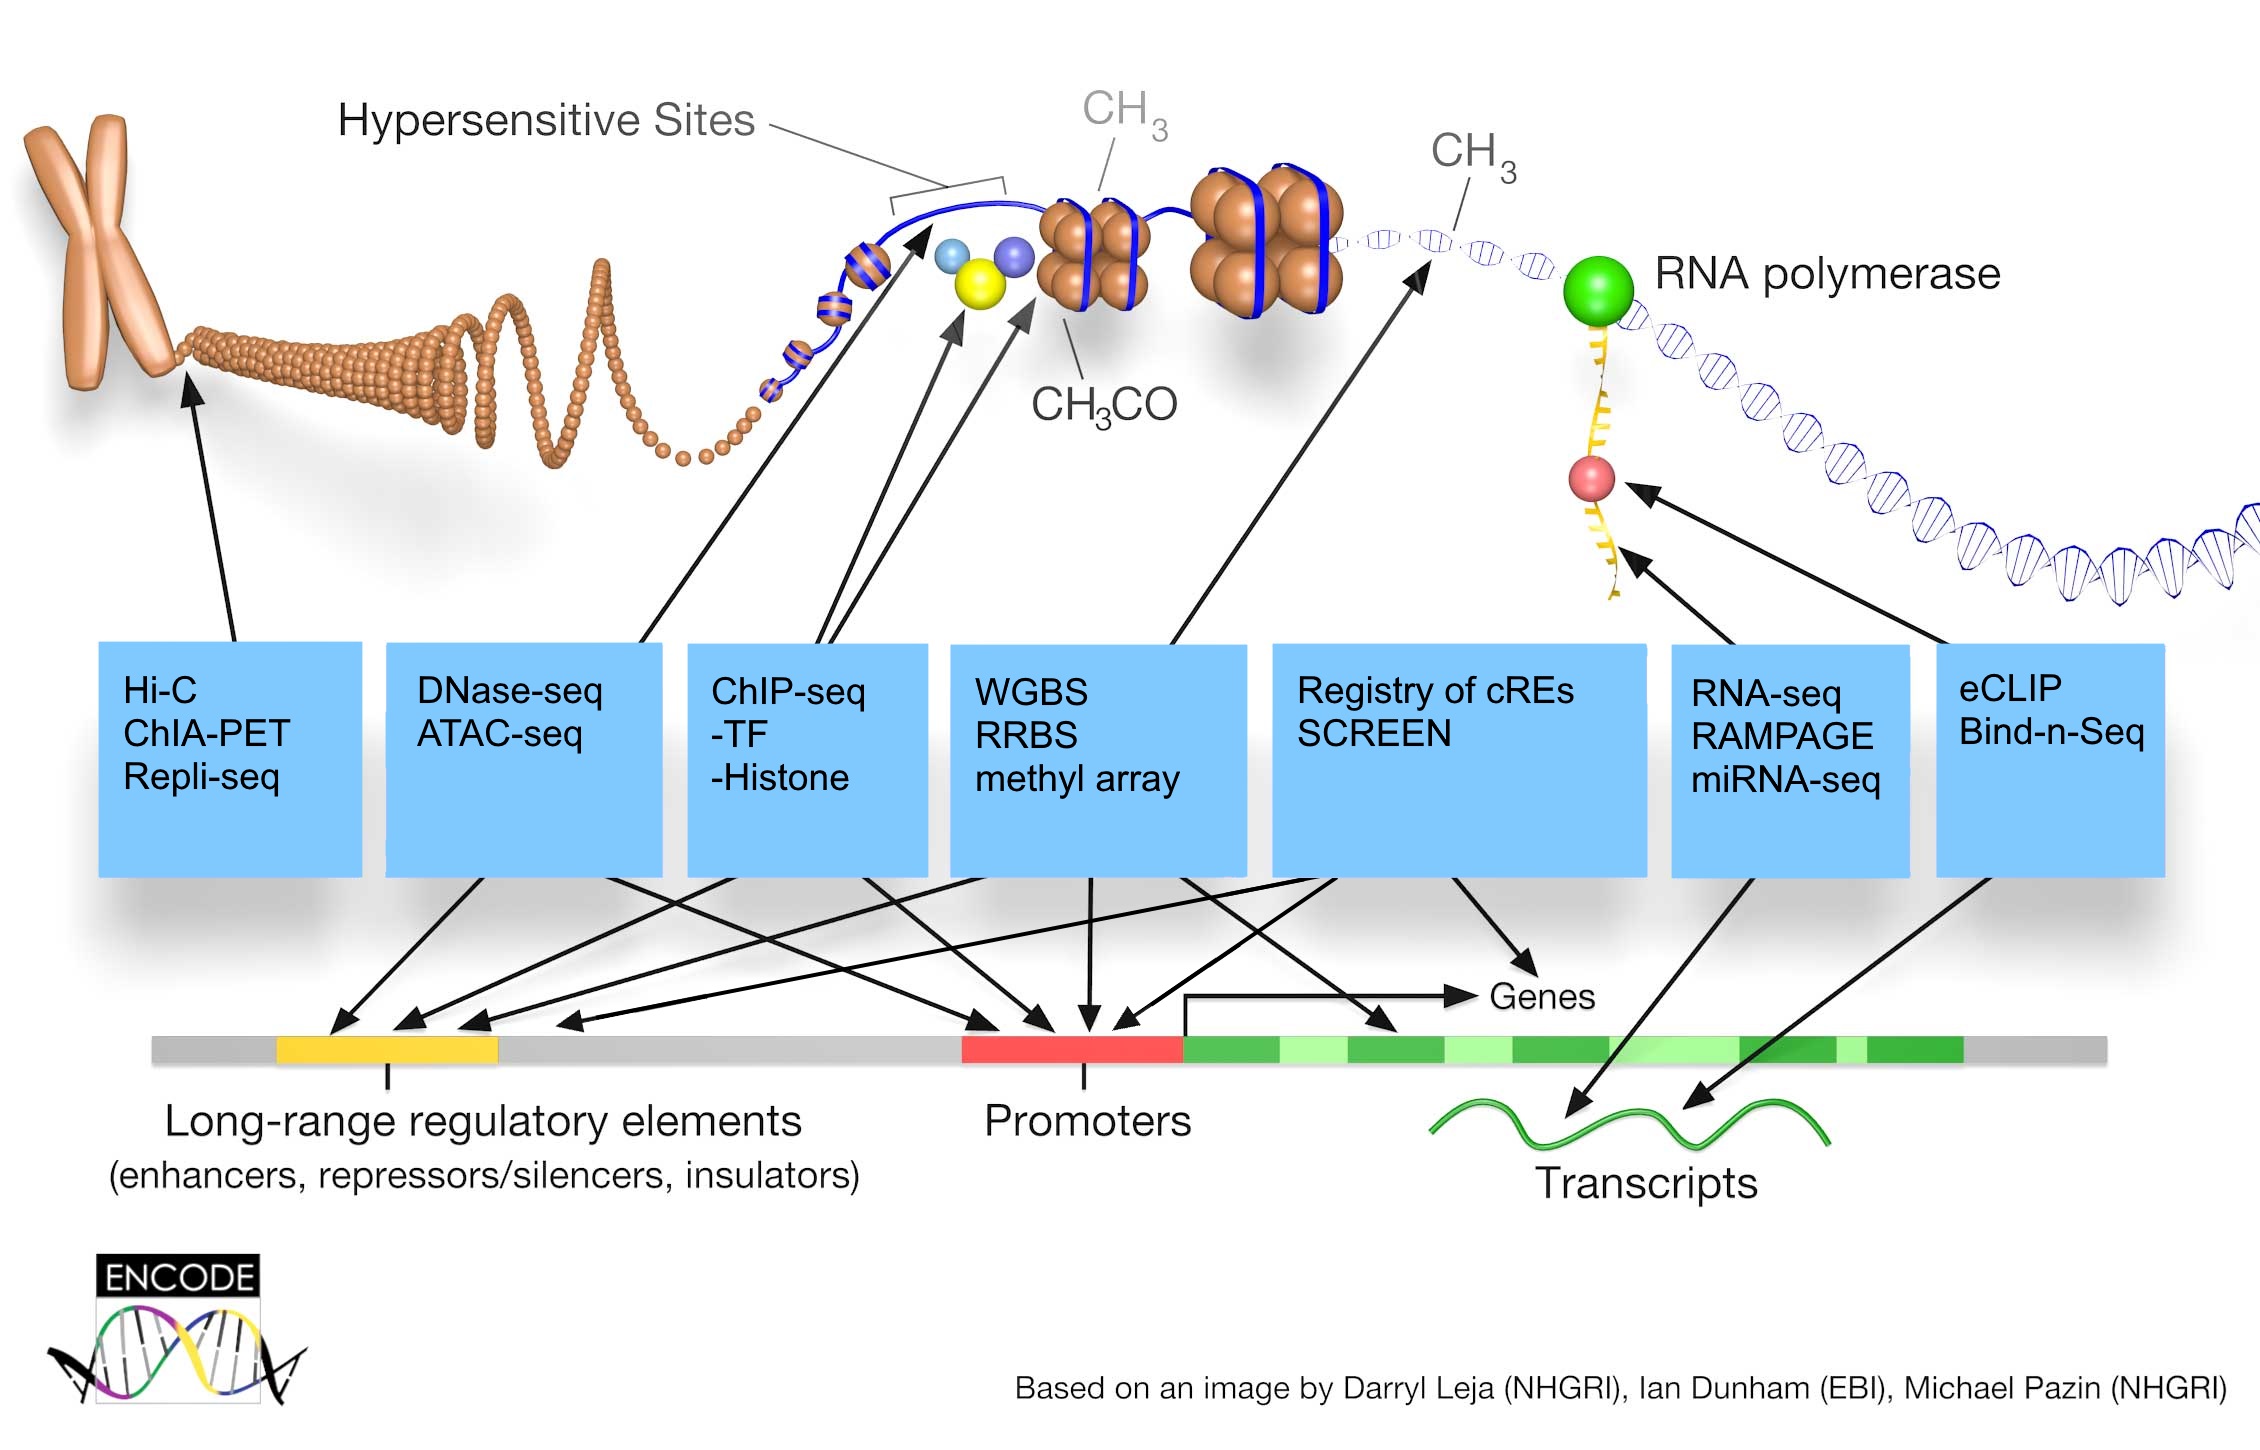 Hypersensitive Sites
CH3
CH3
RNA polymerase
CH3CO
Hi-C
ChIA-PET
Repli-seq
DNase-seq
ATAC-seq
ChIP-seq
-TF
-Histone
WGBS
RRBS
methyl array
Registry of cREs
SCREEN
RNA-seq
RAMPAGE
miRNA-seq
eCLIP
Bind-n-Seq
Genes
Long-range regulatory elements
(enhancers, repressors/silencers, insulators)
Promoters
Transcripts
ENCODE
Based on an image by Darryl Leja (NHGRI), Ian Dunham (EBI), Michael Pazin (NHGRI)